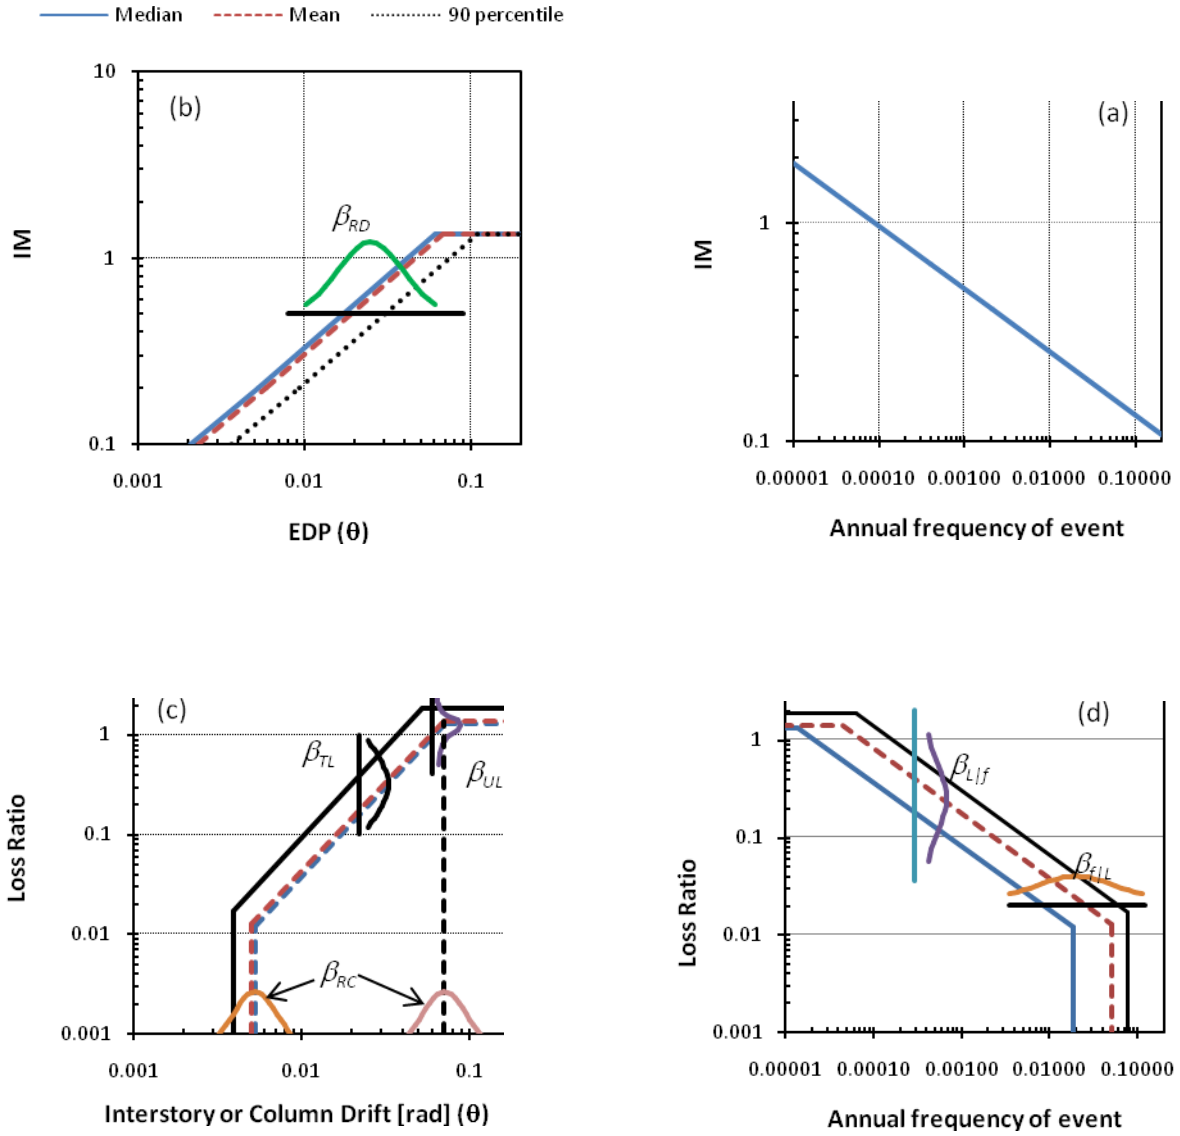 Median Mean 90 percentile
(b)
10
1
0.1
IM
β_RD
0.001 0.01 0.1
EDP (θ)
(a)
1
0.1
IM
0.00001 0.00010 0.00100 0.01000 0.10000
Annual frequency of event
(c)
1
0.1
0.01
0.001
Loss Ratio
β_TL
β_UL
β_RC
0.001 0.01 0.1
Interstory or Column Drift [rad] (θ)
(d)
1
0.1
0.01
0.001
Loss Ratio
β_L|f
β_f|L
0.00001 0.00010 0.00100 0.01000 0.10000
Annual frequency of event